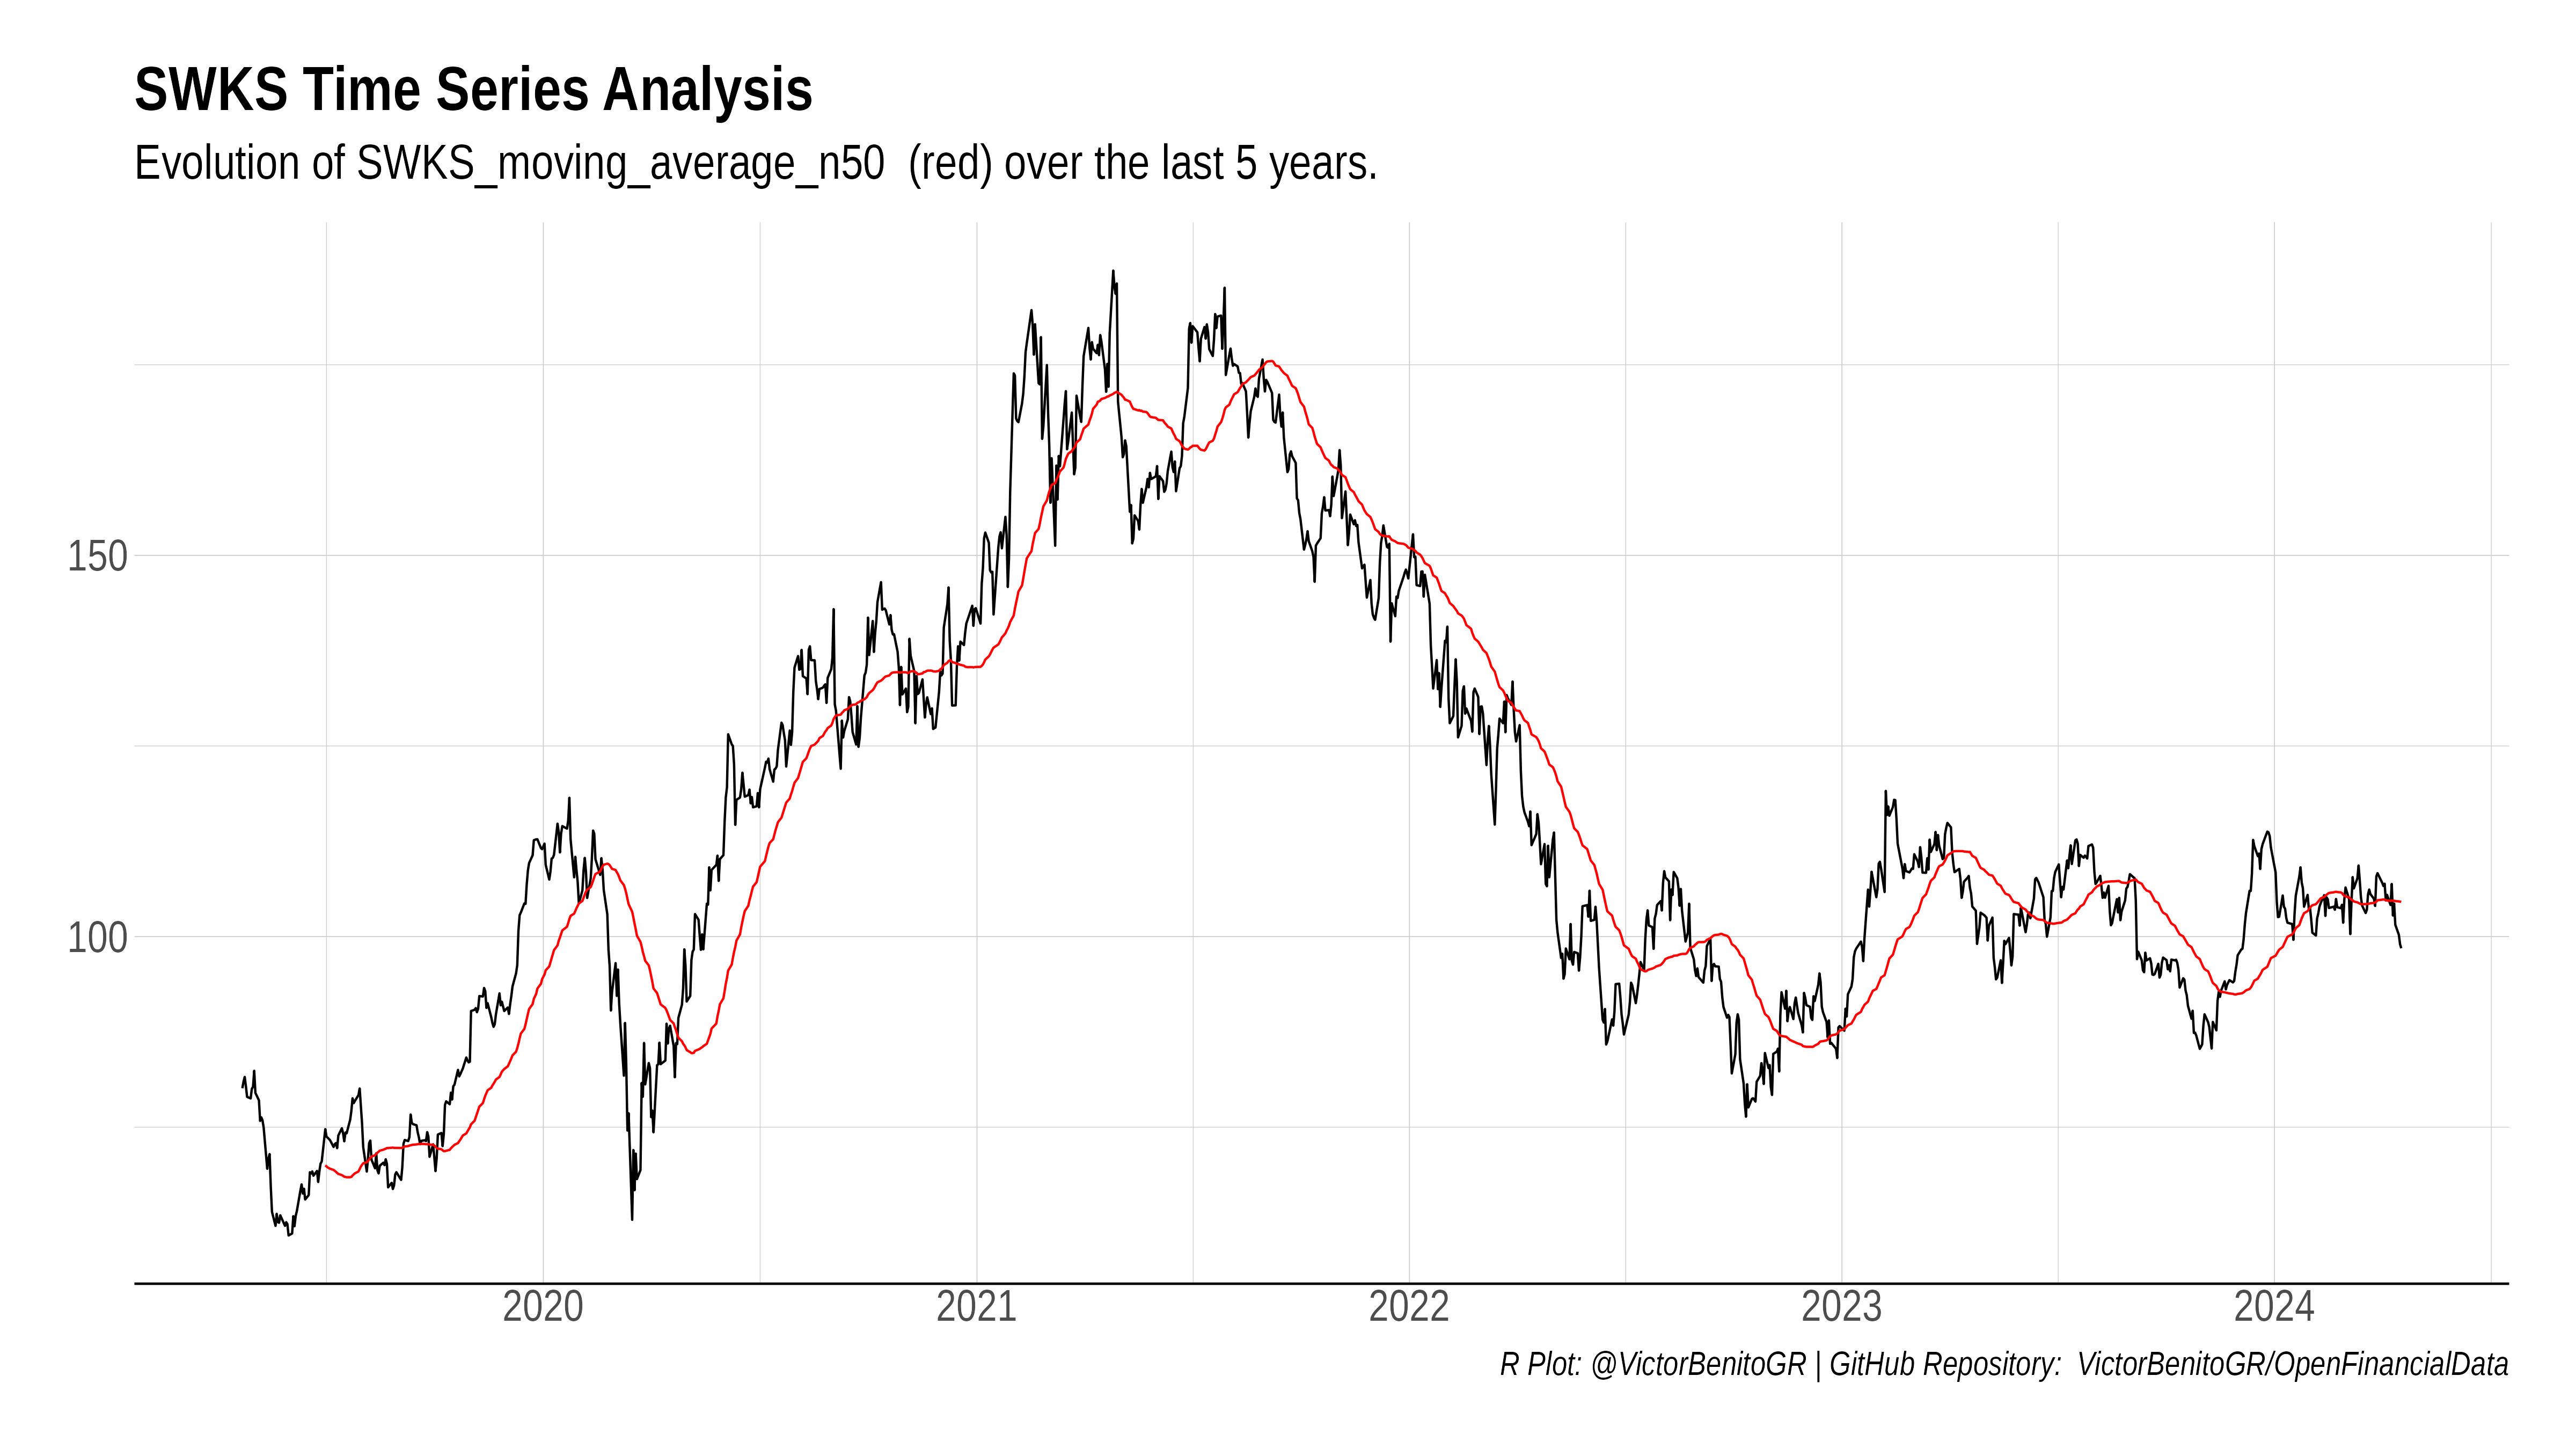 SWKS Time Series Analysis
Evolution of SWKS_moving_average_n50  (red) over the last 5 years.
150
100
2020 2021 2022 2023 2024
R Plot: @VictorBenitoGR | GitHub Repository:  VictorBenitoGR/OpenFinancialData